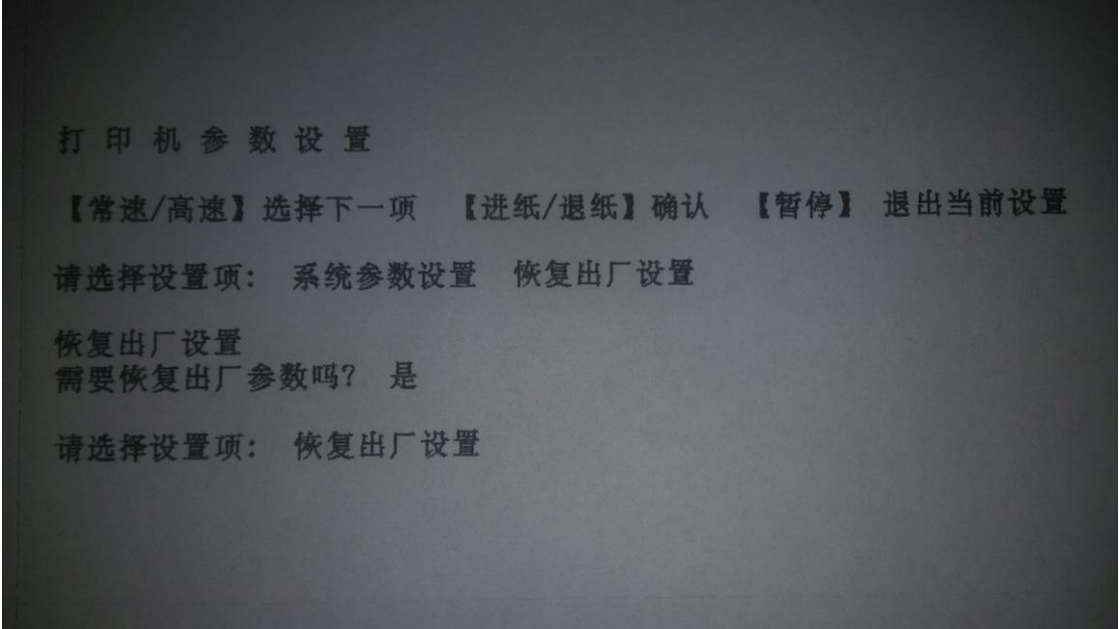 打印机参数设置
【常速/高速】选择下一项 【进纸/退纸】确认 【暂停】 退出当前设置
请选择设置项： 系统参数设置 恢复出厂设置
恢复出厂设置
需要恢复出厂参数吗？ 是
请选择设置项： 恢复出厂设置